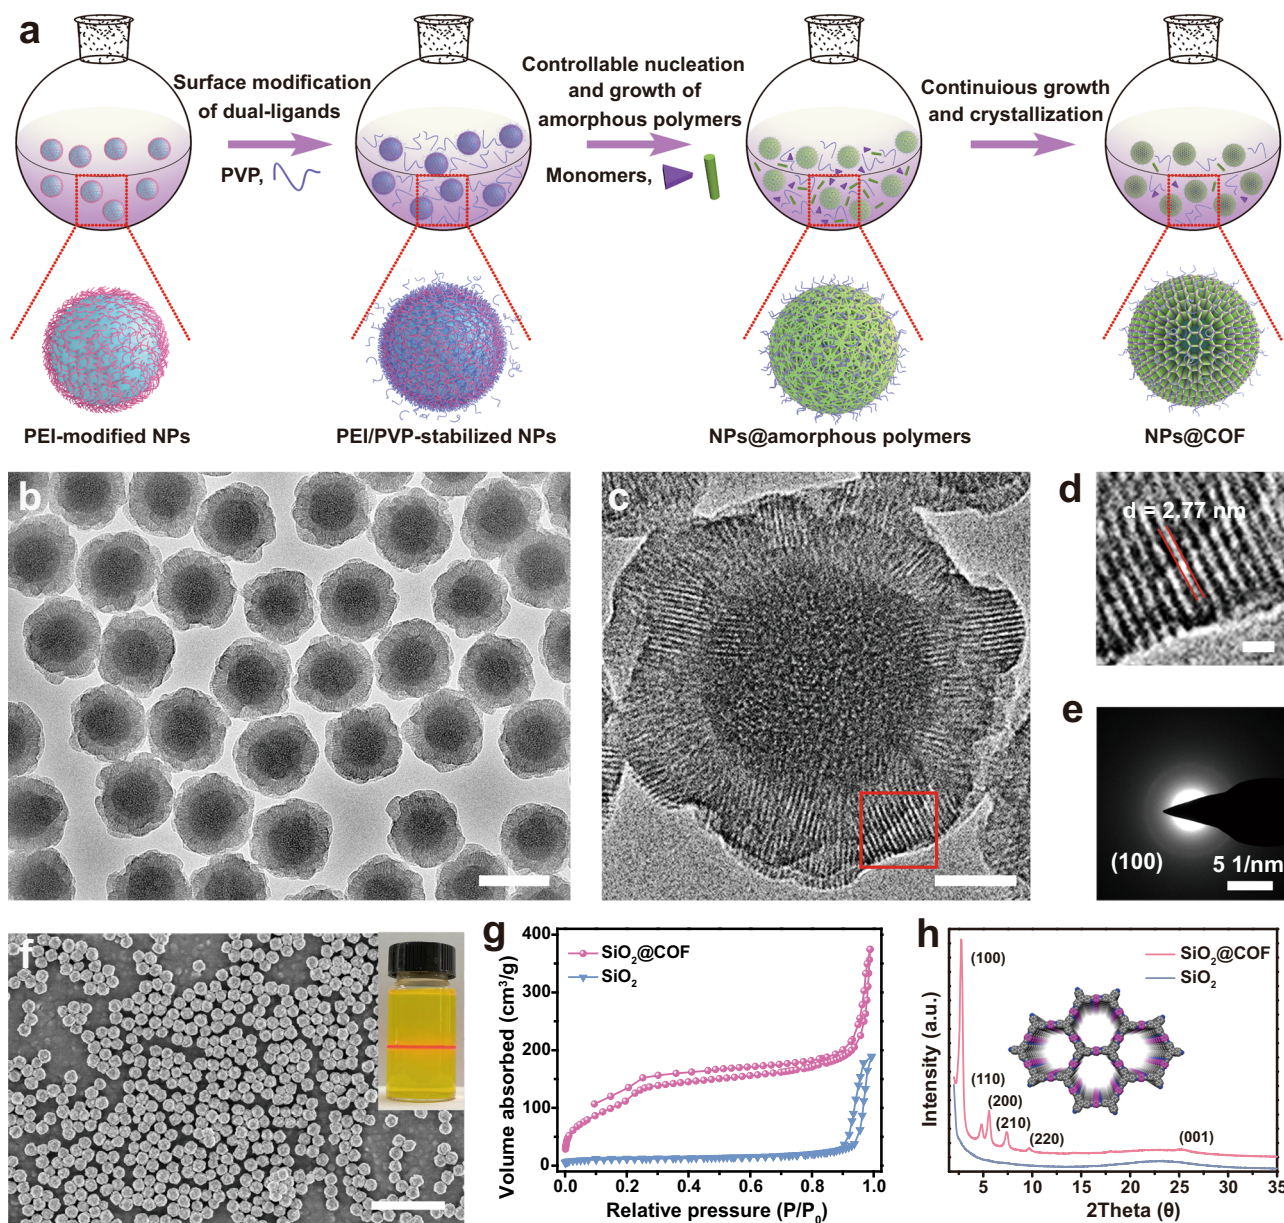 a
Surface modification
of dual-ligands
PVP,
Controllable nucleation
and growth of
amorphous polymers
Monomers,
Continuous growth
and crystallization
PEI-modified NPs
PEI/PVP-stabilized NPs
NPs@amorphous polymers
NPs@COF
b
c
d
d = 2.77 nm
e
(100)
5 1/nm
f
g
SiO₂@COF
SiO₂
Volume absorbed (cm³/g)
400
300
200
100
0
0.0 0.2 0.4 0.6 0.8 1.0
Relative pressure (P/P₀)
h
SiO₂@COF
SiO₂
(100)
(110)
(200)
(210)
(220)
(001)
Intensity (a.u.)
5 10 15 20 25 30 35
2Theta (θ)